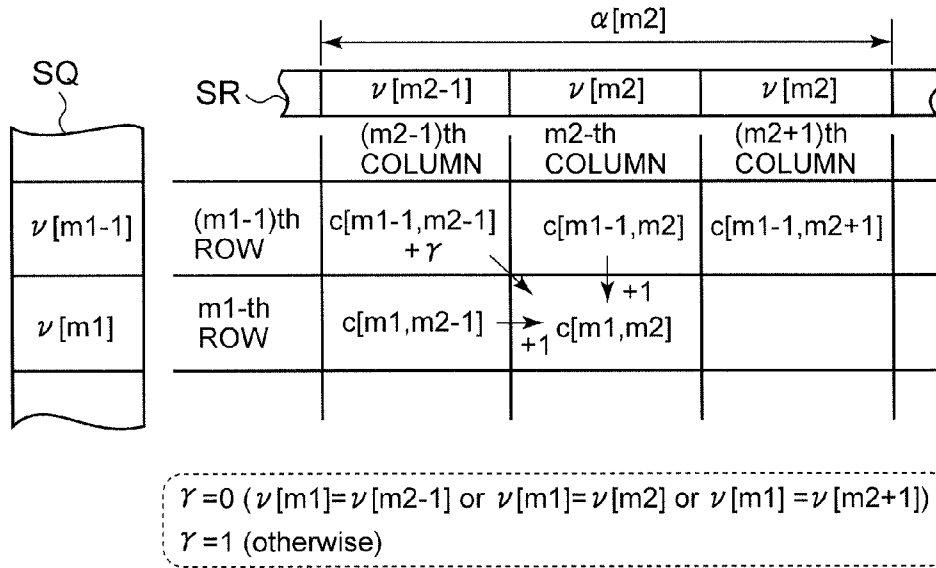 α[m2]
SQ
SR
ν[m2-1] ν[m2] ν[m2]
(m2-1)th COLUMN
m2-th COLUMN
(m2+1)th COLUMN
ν[m1-1]
(m1-1)th ROW
c[m1-1,m2-1] +γ
c[m1-1,m2]
c[m1-1,m2+1]
+1
ν[m1]
m1-th ROW
c[m1,m2-1]
+1
c[m1,m2]
γ=0 (ν[m1]=ν[m2-1] or ν[m1]=ν[m2] or ν[m1] =ν[m2+1])
γ=1 (otherwise)